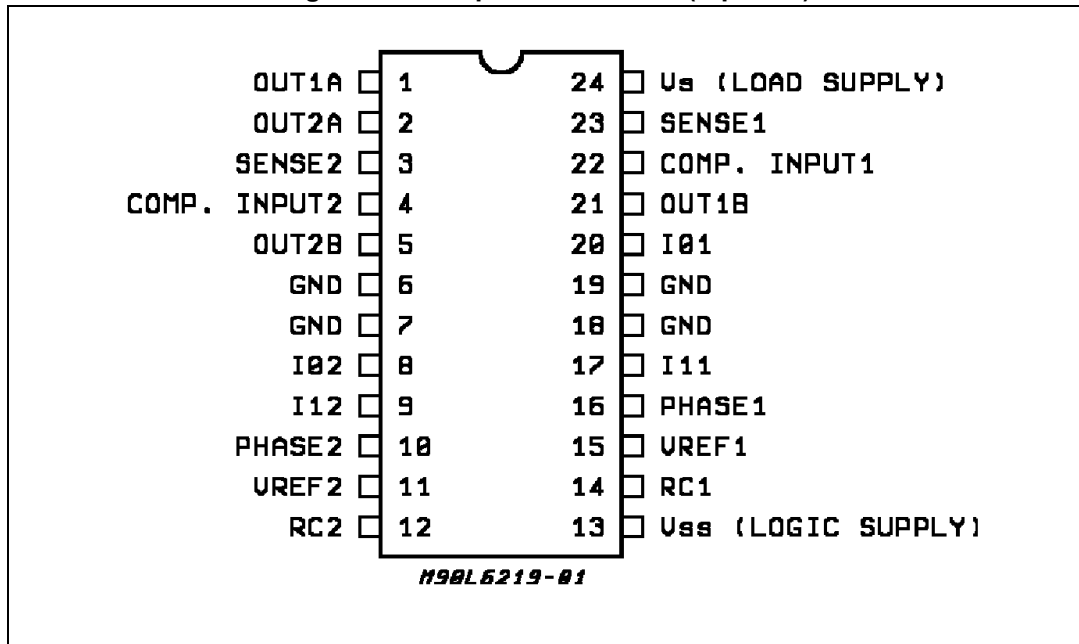 OUT1A 1 24 Vs (LOAD SUPPLY)
OUT2A 2 23 SENSE1
SENSE2 3 22 COMP. INPUT1
COMP. INPUT2 4 21 OUT1B
OUT2B 5 20 I01
GND 6 19 GND
GND 7 18 GND
I02 8 17 I11
I12 9 16 PHASE1
PHASE2 10 15 VREF1
VREF2 11 14 RC1
RC2 12 13 Vss (LOGIC SUPPLY)
M90L6219-01